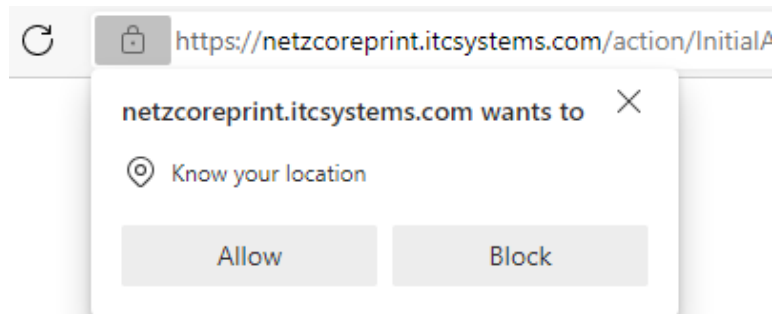 https://netzcoreprint.itcsystems.com/action/InitialA
netzcoreprint.itcsystems.com wants to
Know your location
Allow
Block